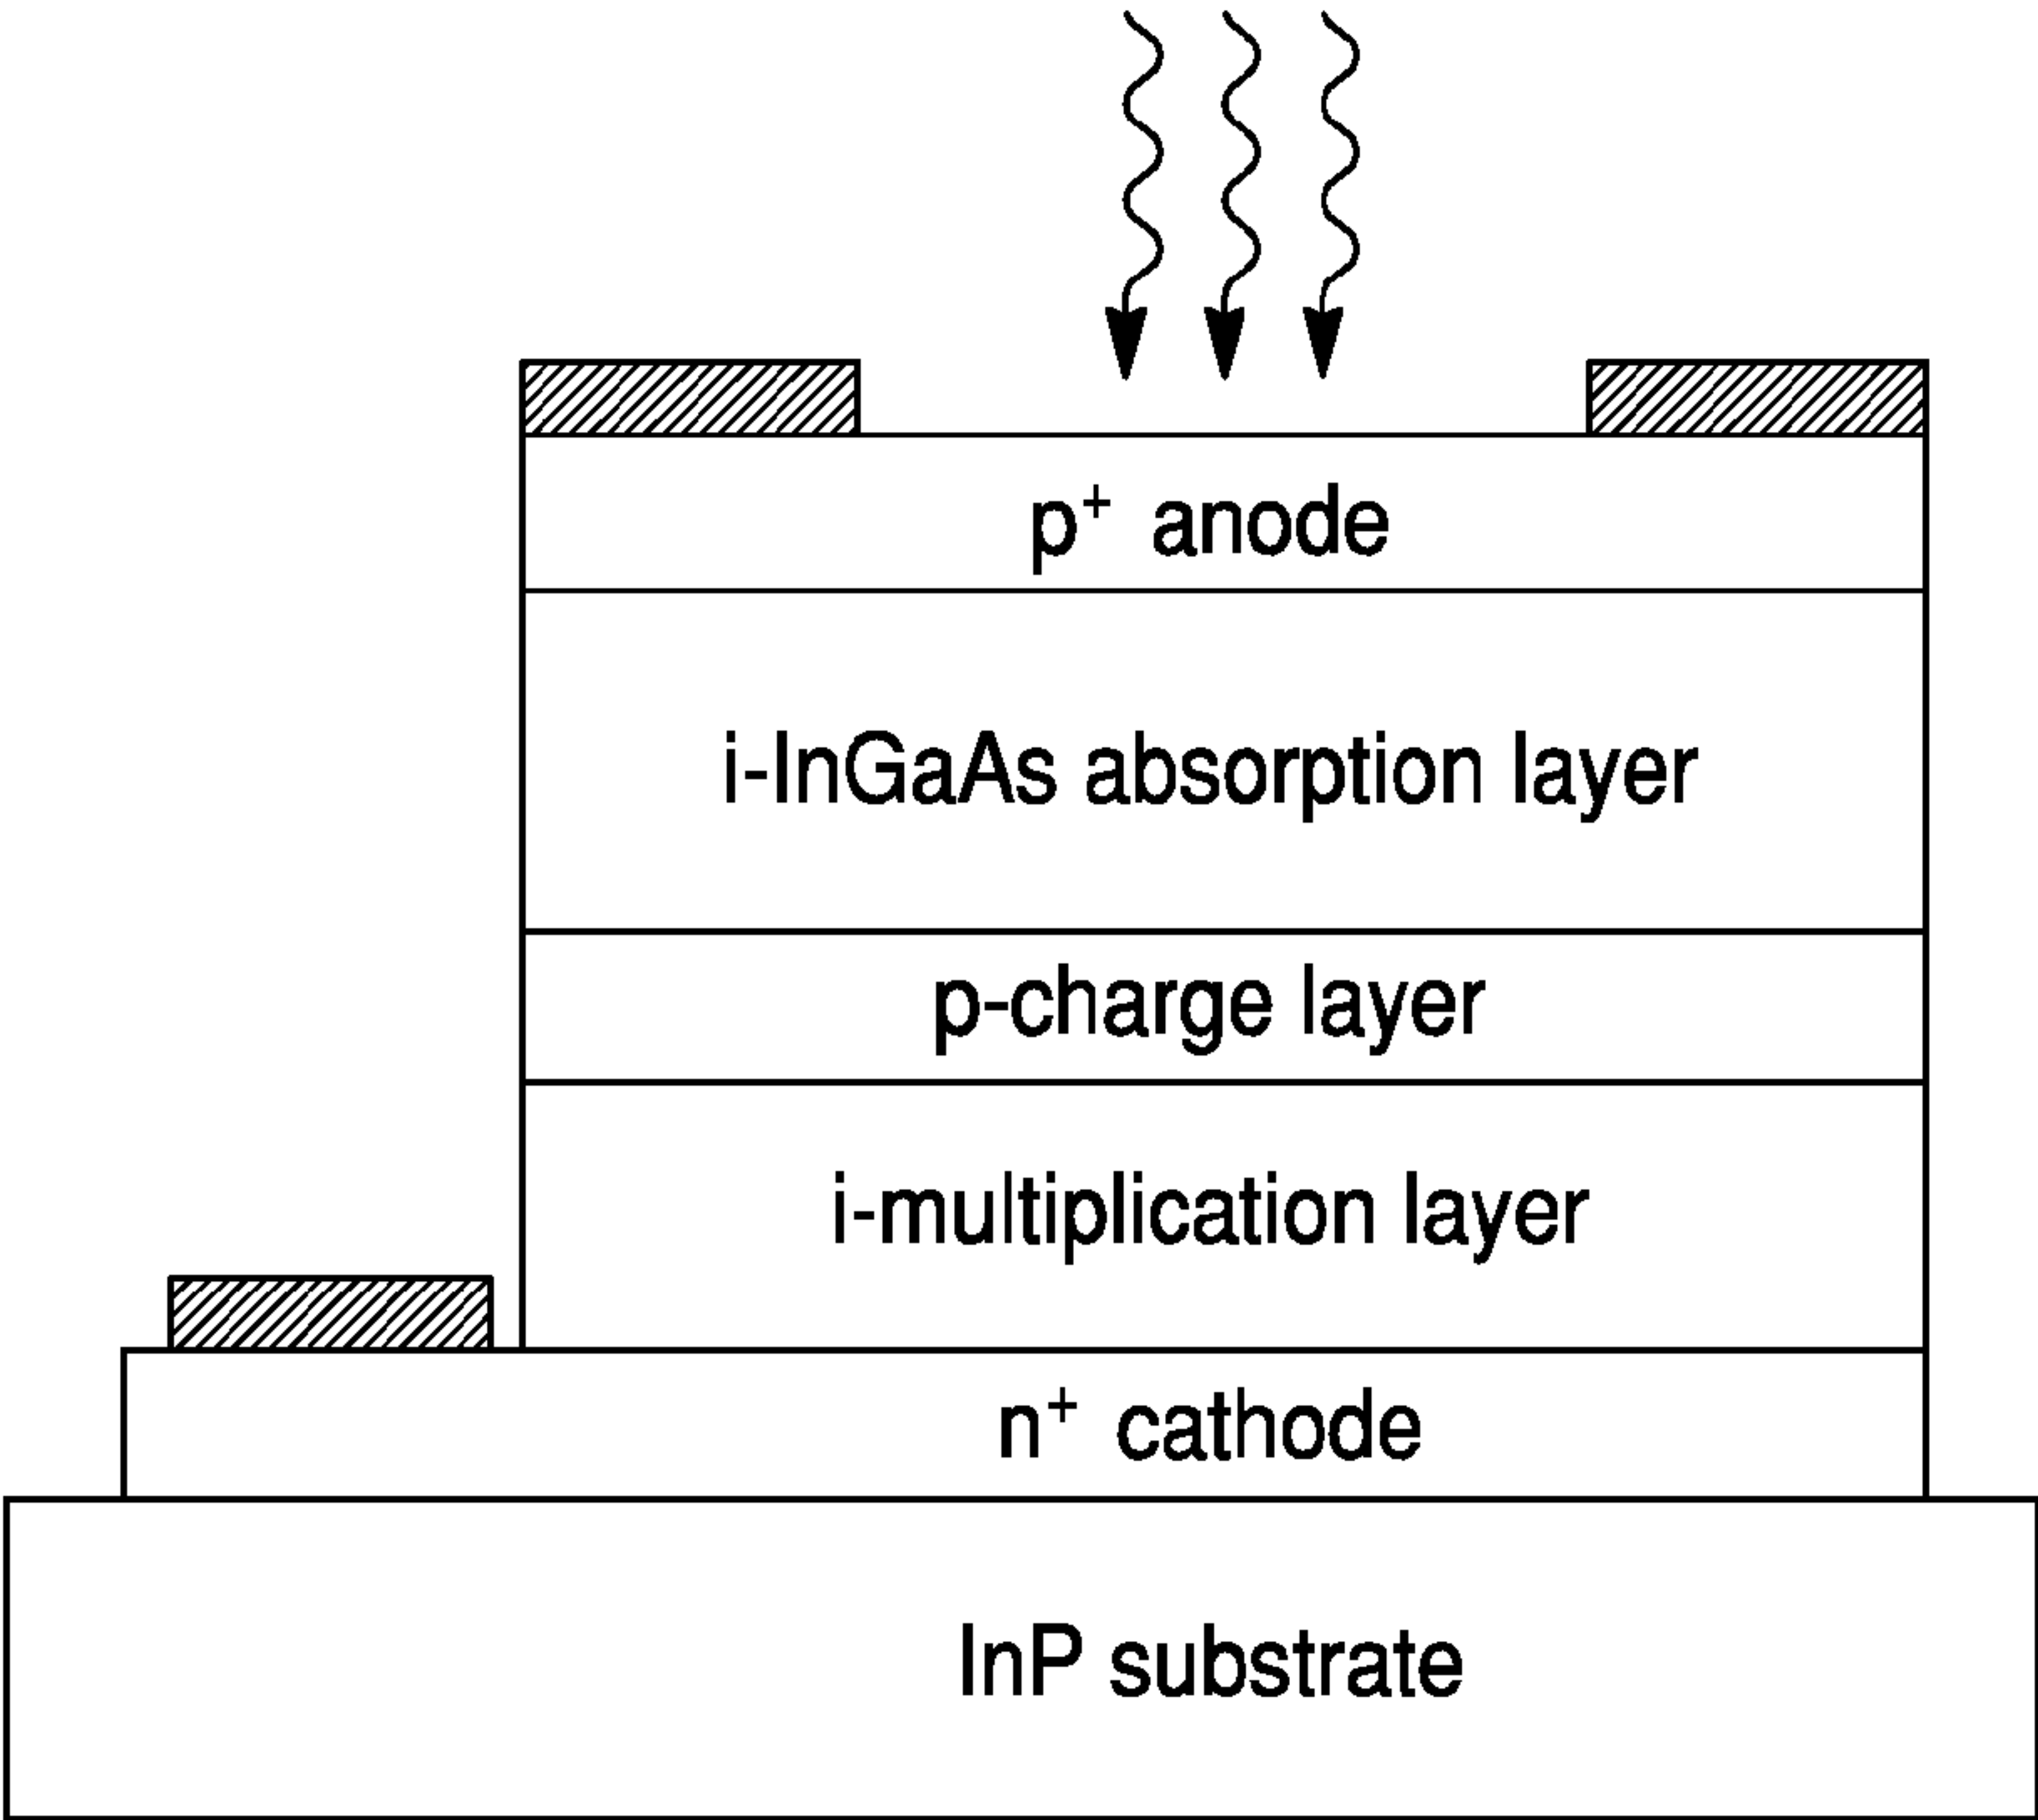 p⁺ anode
i-InGaAs absorption layer
p-charge layer
i-multiplication layer
n⁺ cathode
InP substrate